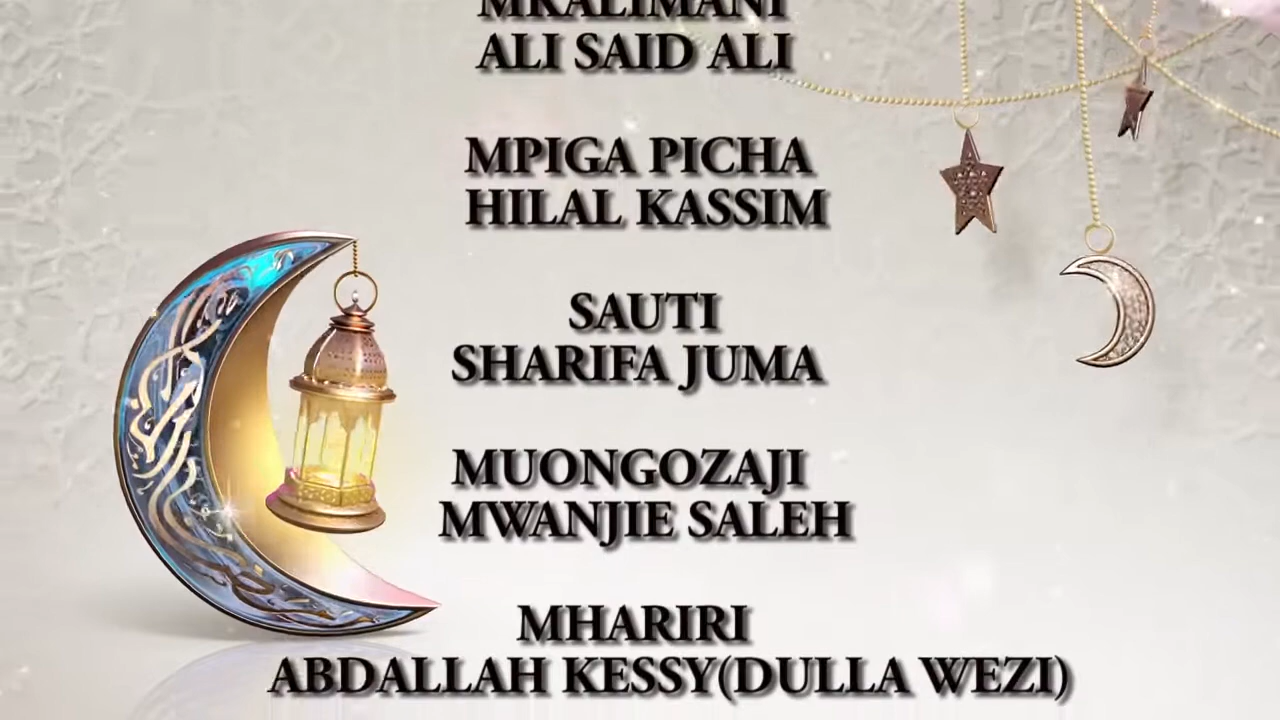 MKALIMANI
ALI SAID ALI
MPIGA PICHA
HILAL KASSIM
SAUTI
SHARIFA JUMA
MUONGOZAJI
MWANJIE SALEH
MHARIRI
ABDALLAH KESSY(DULLA WEZI)